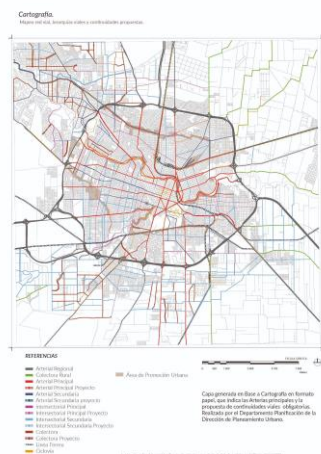 Cartografía.
Mapeo red vial, jerarquías viales y continuidades propuestas.
REFERENCIAS
Arterial Regional
Colectora Rural
Arterial Principal
Arterial Principal Proyecto
Arterial Secundaria
Arterial Secundaria proyecto
Intersectorial Principal
Intersectorial Principal Proyecto
Intersectorial Secundaria
Intersectorial Secundaria Proyecto
Colectora
Colectora Proyecto
Línea Férrea
Ciclovía
Área de Promoción Urbana
Capa generada en Base a Cartografía en formato
papel, que indica las Arterias principales y la
propuesta de continuidades viales obligatorias.
Realizada por el Departamento Planificación de la
Dirección de Planeamiento Urbano.